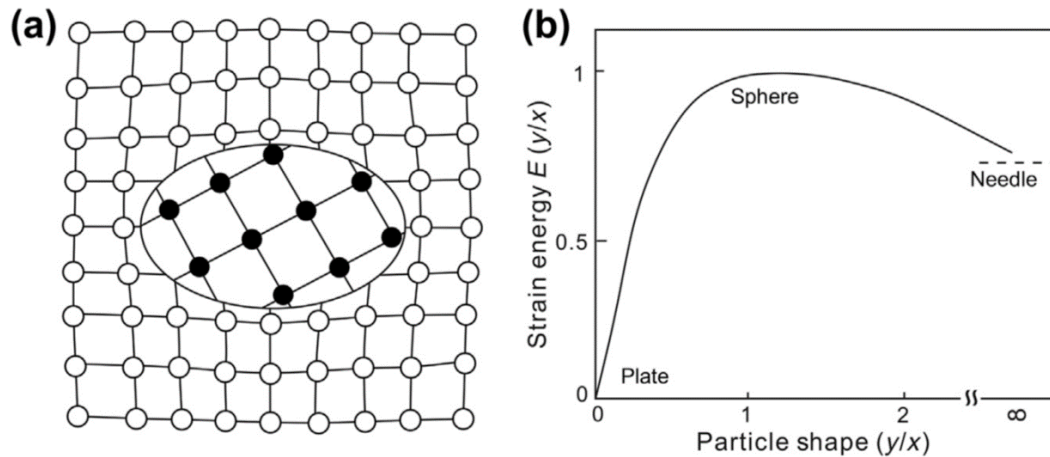 (a)
(b)
Strain energy E (y/x)
1
0.5
0
Sphere
Needle
Plate
0
1
2
∞
Particle shape (y/x)